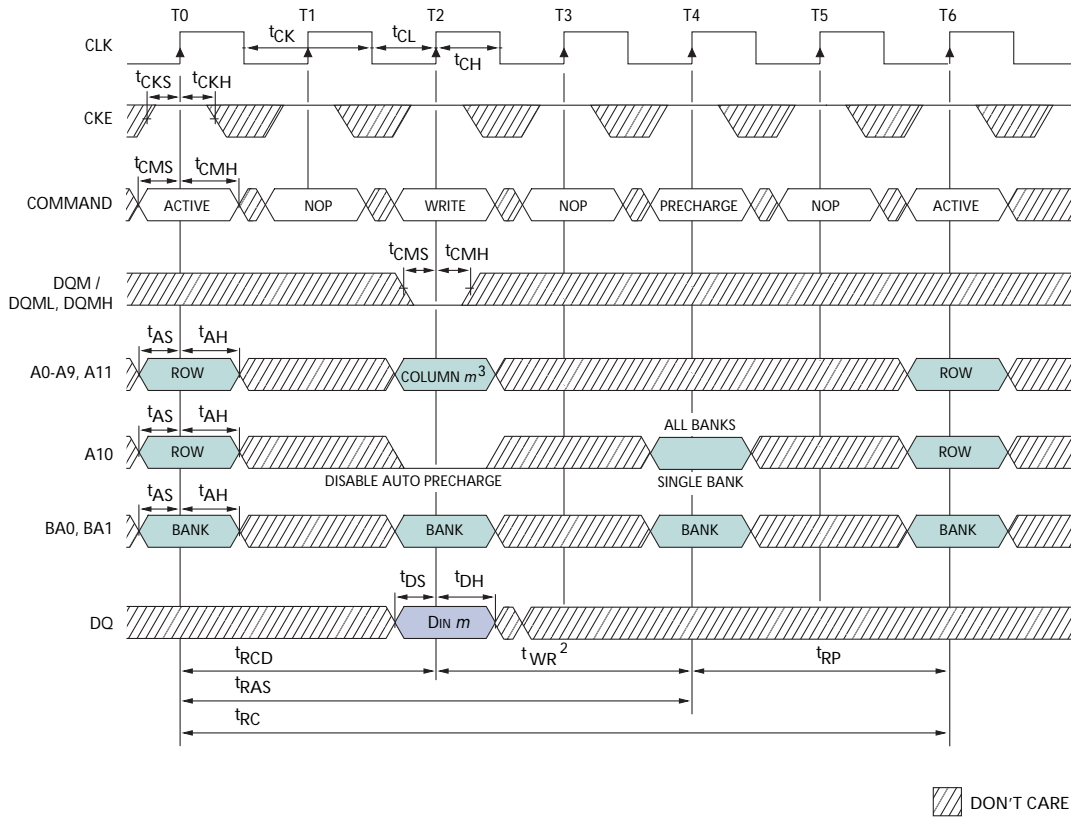 T0 T1 T2 T3 T4 T5 T6
CLK
tCK tCL
tCH
tCKS tCKH
CKE
tCMS tCMH
COMMAND ACTIVE NOP WRITE NOP PRECHARGE NOP ACTIVE
tCMS tCMH
DQM /
DQML, DQMH
tAS tAH
A0-A9, A11 ROW COLUMN m3 ROW
tAS tAH ALL BANKS
A10 ROW ROW
DISABLE AUTO PRECHARGE SINGLE BANK
tAS tAH
BA0, BA1 BANK BANK BANK BANK
tDS tDH
DQ DIN m
tRCD tWR2 tRP
tRAS
tRC
DON'T CARE